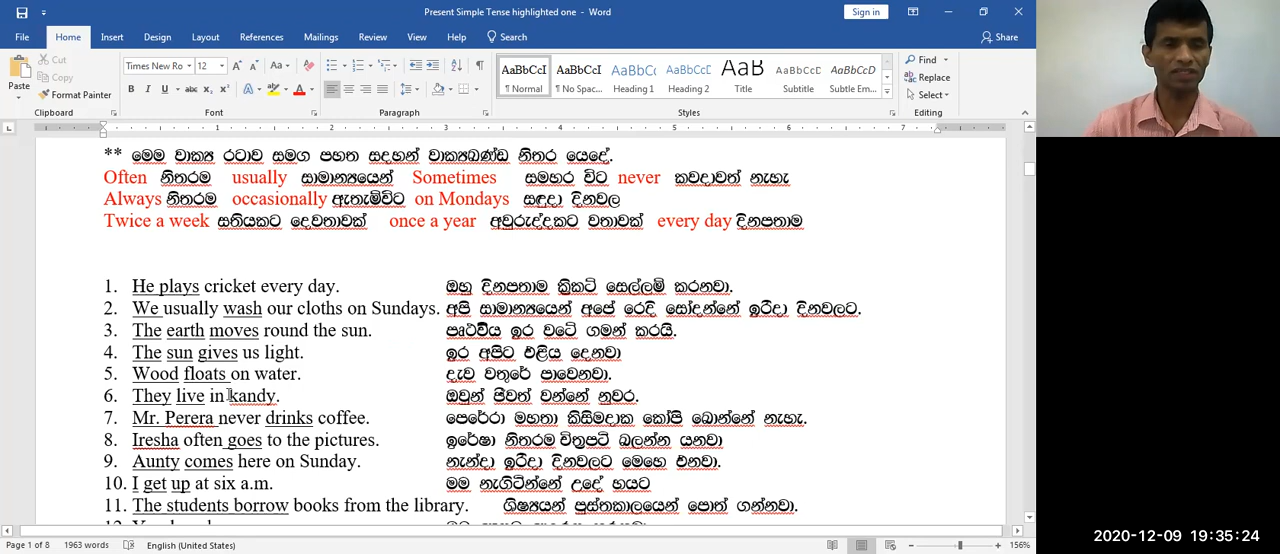 Present Simple Tense highlighted one - Word
Sign in
File Home Insert Design Layout References Mailings Review View Help Search Share
Cut
Copy
Paste
Format Painter
Times New Ro 12
AaBbCcI AaBbCcI AaBbC AaBbCcI AaB AaBbCcD AaBbCcD
¶ Normal ¶ No Spac... Heading 1 Heading 2 Title Subtitle Subtle Em...
Find
Replace
Select
Clipboard Font Paragraph Styles Editing
** මෙම වාක්‍ය රටාව සමග පහත සඳහන් වාක්‍යඛණ්ඩ නිතර යෙදේ.
Often නිතරම usually සාමාන්‍යයෙන් Sometimes සමහර විට never කවදාවත් නැහැ
Always නිතරම occasionally ඇතැම්විට on Mondays සඳුදා දිනවල
Twice a week සතියකට දෙවතාවක් once a year අවුරුද්දකට වතාවක් every day දිනපතාම
1. He plays cricket every day. ඔහු දිනපතාම ක්‍රිකට් සෙල්ලම් කරනවා.
2. We usually wash our cloths on Sundays. අපි සාමාන්‍යයෙන් අපේ රෙදි සෝදන්නේ ඉරිදා දිනවලට.
3. The earth moves round the sun. පෘථිවිය ඉර වටේ ගමන් කරයි.
4. The sun gives us light. ඉර අපිට එළිය දෙනවා
5. Wood floats on water. දැව වතුරේ පාවෙනවා.
6. They live in kandy. ඔවුන් ජීවත් වන්නේ නුවර.
7. Mr. Perera never drinks coffee. පෙරේරා මහතා කිසිමදාක කෝපි බොන්නේ නැහැ.
8. Iresha often goes to the pictures. ඉරේෂා නිතරම චිත්‍රපටි බලන්න යනවා
9. Aunty comes here on Sunday. නැන්දා ඉරිදා දිනවලට මෙහෙ එනවා.
10. I get up at six a.m. මම නැගිටින්නේ උදේ හයට
11. The students borrow books from the library. ශිෂ්‍යයන් පුස්තකාලයෙන් පොත් ගන්නවා.
Page 1 of 8 1963 words English (United States) 156%
2020-12-09 19:35:24